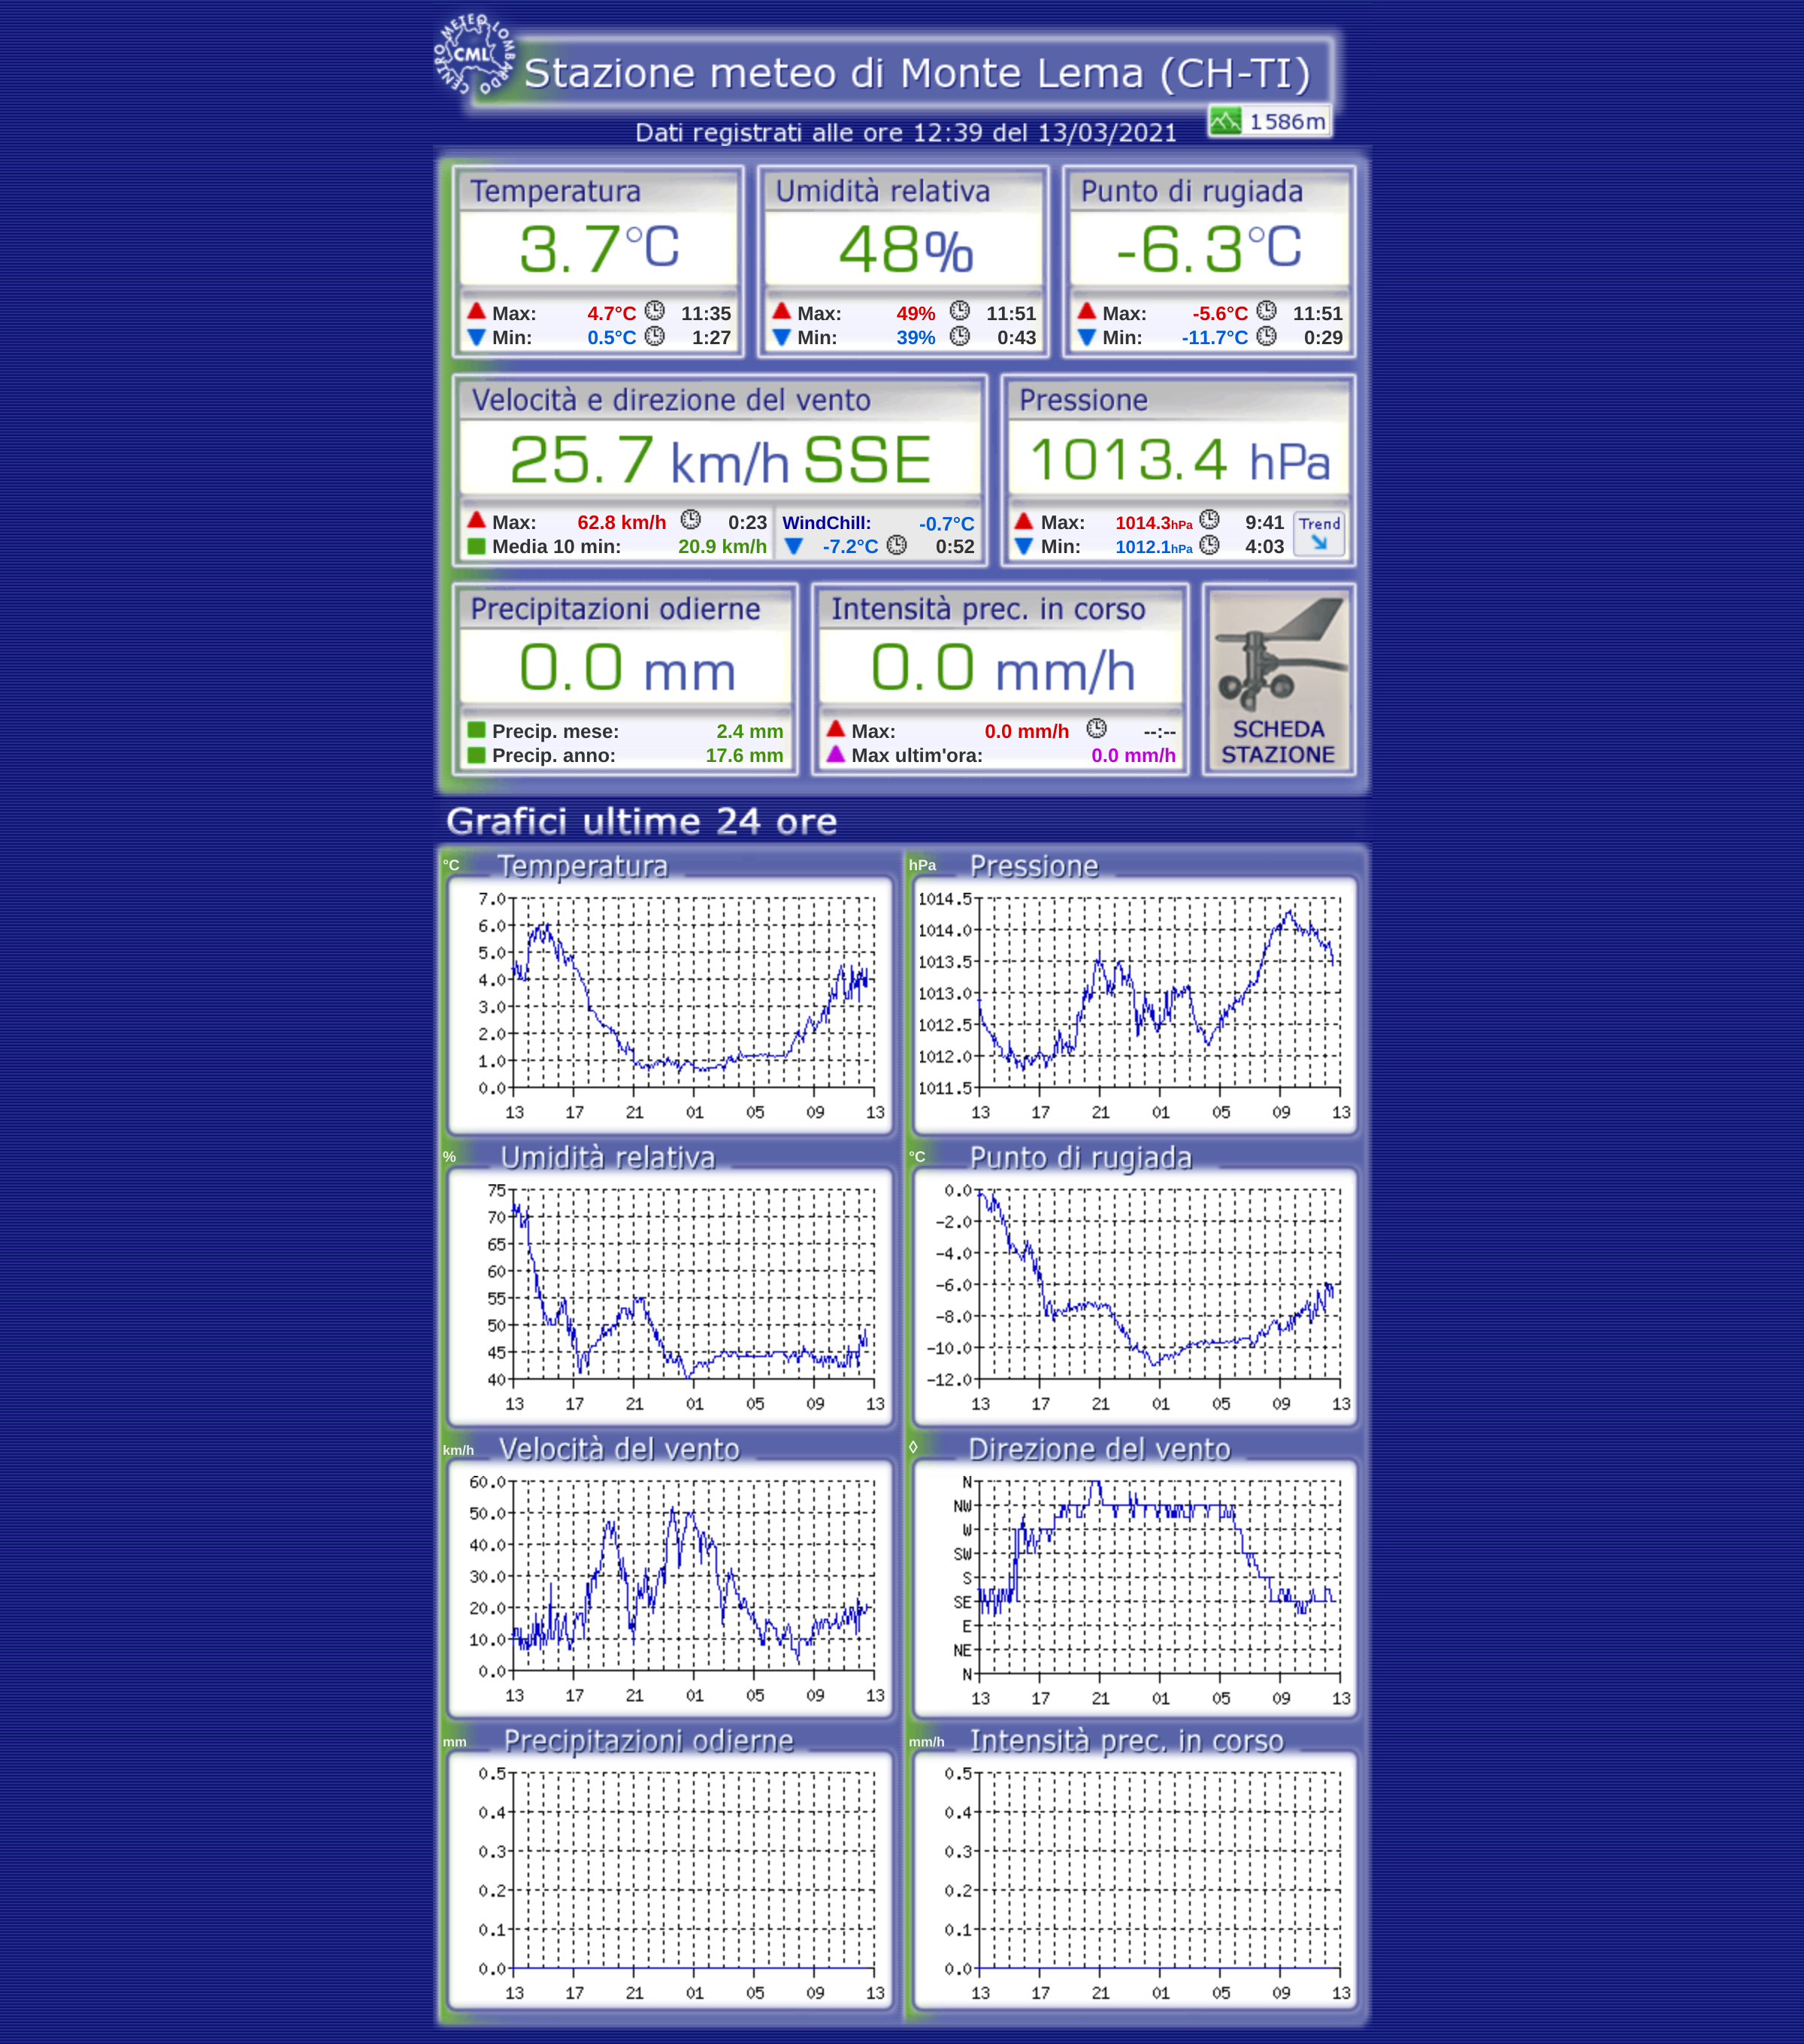 CENTRO METEO LOMBARDO
CML
Stazione meteo di Monte Lema (CH-TI)
1586m
Dati registrati alle ore 12:39 del 13/03/2021
Temperatura
3.7°C
Max: 4.7°C 11:35
Min: 0.5°C 1:27
Umidità relativa
48%
Max: 49% 11:51
Min: 39% 0:43
Punto di rugiada
-6.3°C
Max: -5.6°C 11:51
Min: -11.7°C 0:29
Velocità e direzione del vento
25.7 km/h SSE
Max: 62.8 km/h 0:23
Media 10 min: 20.9 km/h
WindChill: -0.7°C
-7.2°C 0:52
Pressione
1013.4 hPa
Max: 1014.3hPa 9:41
Min: 1012.1hPa 4:03
Trend
Precipitazioni odierne
0.0 mm
Precip. mese: 2.4 mm
Precip. anno: 17.6 mm
Intensità prec. in corso
0.0 mm/h
Max: 0.0 mm/h --:--
Max ultim'ora: 0.0 mm/h
SCHEDA
STAZIONE
Grafici ultime 24 ore
°C Temperatura
7.0
6.0
5.0
4.0
3.0
2.0
1.0
0.0
13 17 21 01 05 09 13
hPa Pressione
1014.5
1014.0
1013.5
1013.0
1012.5
1012.0
1011.5
13 17 21 01 05 09 13
% Umidità relativa
75
70
65
60
55
50
45
40
13 17 21 01 05 09 13
°C Punto di rugiada
0.0
-2.0
-4.0
-6.0
-8.0
-10.0
-12.0
13 17 21 01 05 09 13
km/h Velocità del vento
60.0
50.0
40.0
30.0
20.0
10.0
0.0
13 17 21 01 05 09 13
◊ Direzione del vento
N
NW
W
SW
S
SE
E
NE
N
13 17 21 01 05 09 13
mm Precipitazioni odierne
0.5
0.4
0.3
0.2
0.1
0.0
13 17 21 01 05 09 13
mm/h Intensità prec. in corso
0.5
0.4
0.3
0.2
0.1
0.0
13 17 21 01 05 09 13